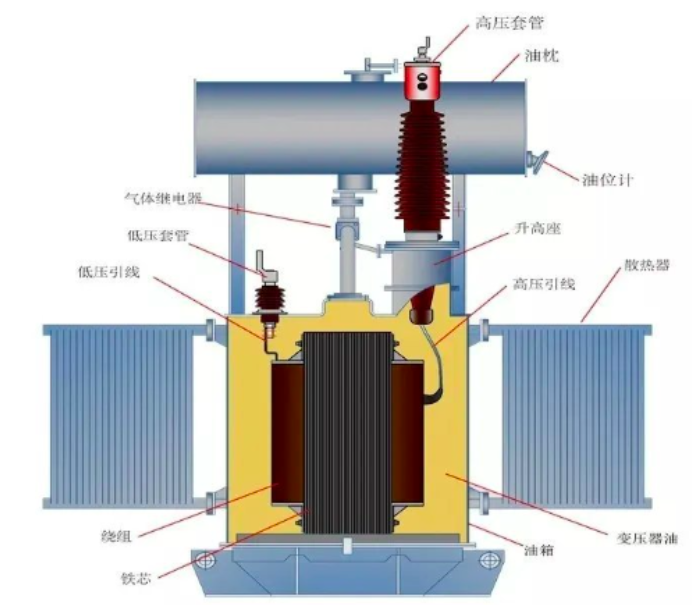 高压套管
油枕
油位计
气体继电器
低压套管
升高座
低压引线
散热器
高压引线
绕组
铁芯
油箱
变压器油